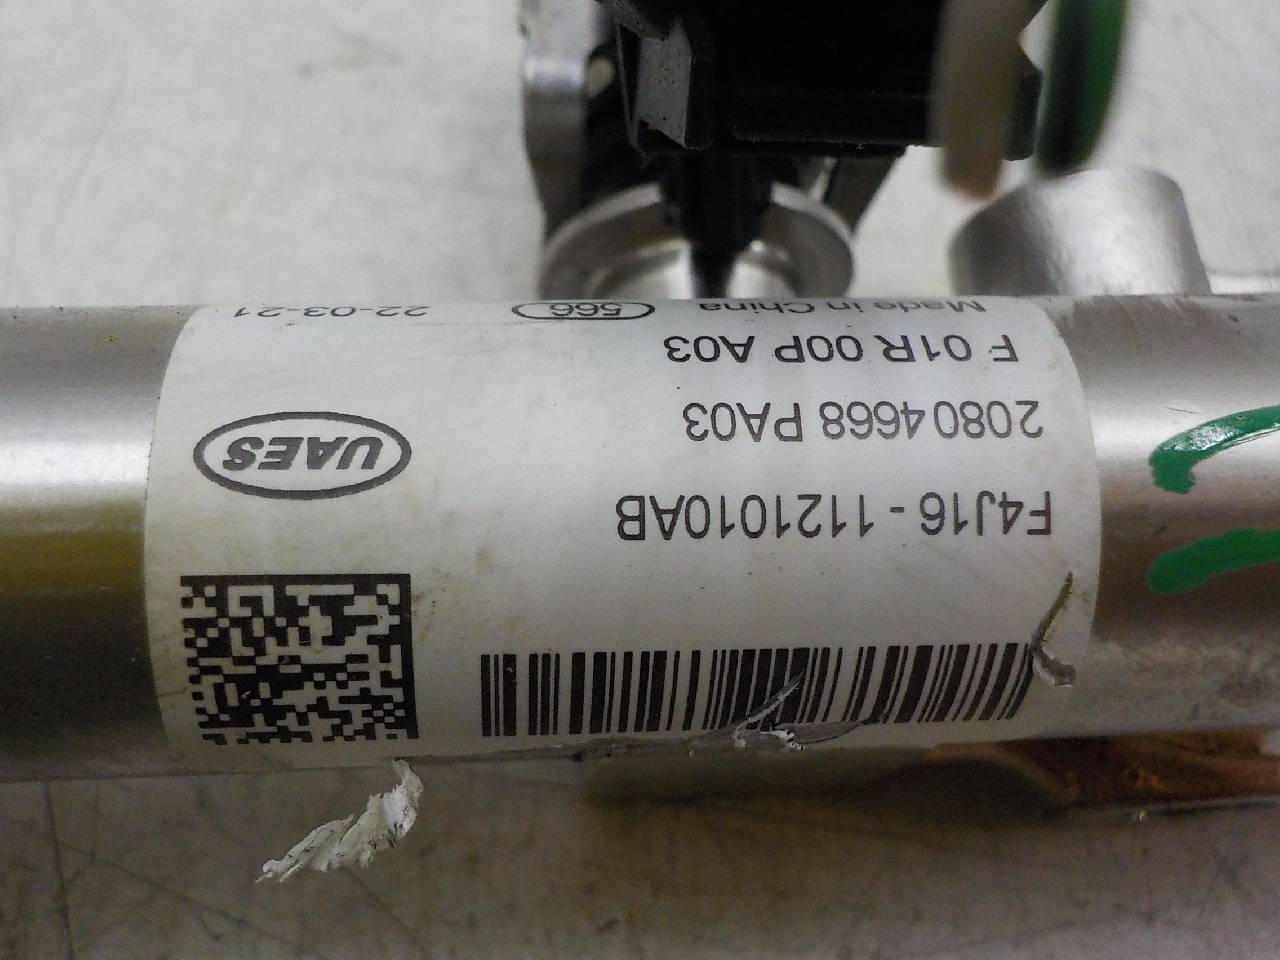 F4J16 - 1121010AB
2080 4668 PA03
UAES
F 01R 00P A03
Made in China 566 22-03-21